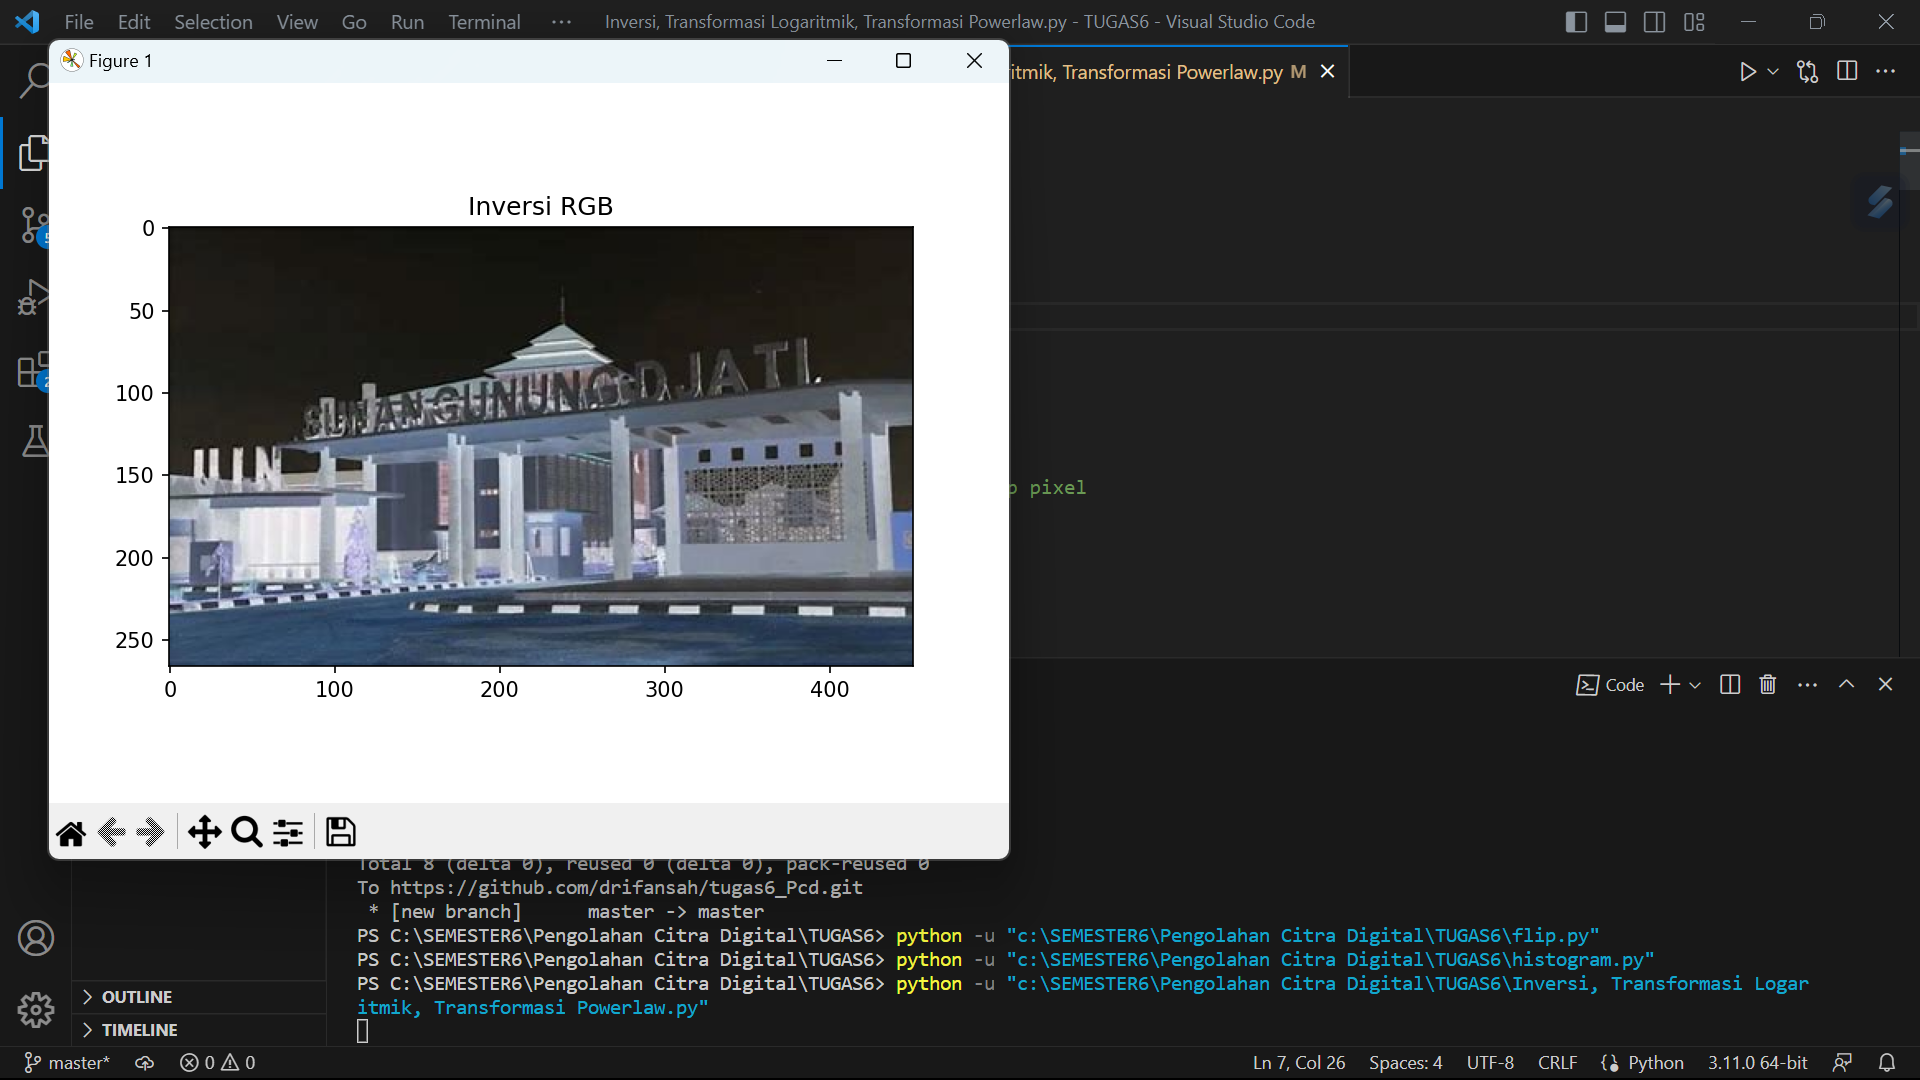 File Edit Selection View Go Run Terminal ··· Inversi, Transformasi Logaritmik, Transformasi Powerlaw.py - TUGAS6 - Visual Studio Code
Figure 1
itmik, Transformasi Powerlaw.py M
Inversi RGB
0
50
100
150
200
250
0 100 200 300 400
SUNAN GUNUNG DJATI
UIN
p pixel
Code
Total 8 (delta 0), reused 0 (delta 0), pack-reused 0
To https://github.com/drifansah/tugas6_Pcd.git
* [new branch] master -> master
PS C:\SEMESTER6\Pengolahan Citra Digital\TUGAS6> python -u "c:\SEMESTER6\Pengolahan Citra Digital\TUGAS6\flip.py"
PS C:\SEMESTER6\Pengolahan Citra Digital\TUGAS6> python -u "c:\SEMESTER6\Pengolahan Citra Digital\TUGAS6\histogram.py"
PS C:\SEMESTER6\Pengolahan Citra Digital\TUGAS6> python -u "c:\SEMESTER6\Pengolahan Citra Digital\TUGAS6\Inversi, Transformasi Logar
itmik, Transformasi Powerlaw.py"
OUTLINE
TIMELINE
master* 0 0 Ln 7, Col 26 Spaces: 4 UTF-8 CRLF Python 3.11.0 64-bit